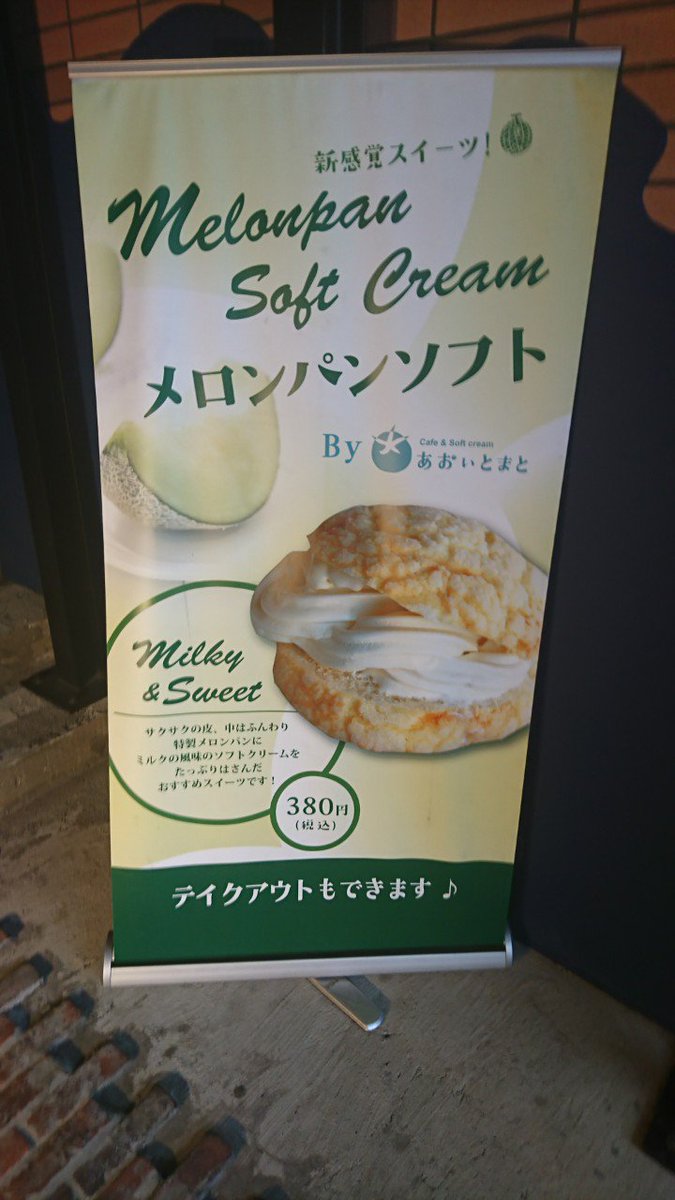 新感覚スイーツ!
Melonpan
Soft Cream
メロンパンソフト
By
Cafe & Soft cream
あおぃとまと
Milky
& Sweet
サクサクの皮、中はふんわり
特製メロンパンに
ミルクの風味のソフトクリームを
たっぷりはさんだ
おすすめスイーツです!
380円
(税込)
テイクアウトもできます♪